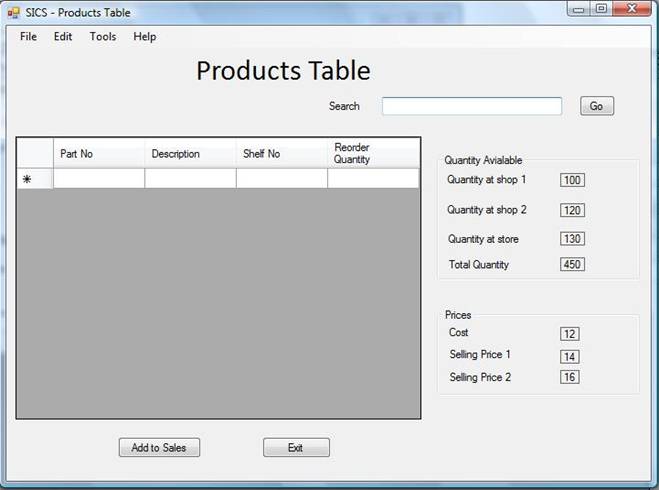 SICS - Products Table
File Edit Tools Help
Products Table
Search
Go
Part No Description Shelf No Reorder Quantity
Quantity Avialable
Quantity at shop 1 100
Quantity at shop 2 120
Quantity at store 130
Total Quantity 450
Prices
Cost 12
Selling Price 1 14
Selling Price 2 16
Add to Sales Exit